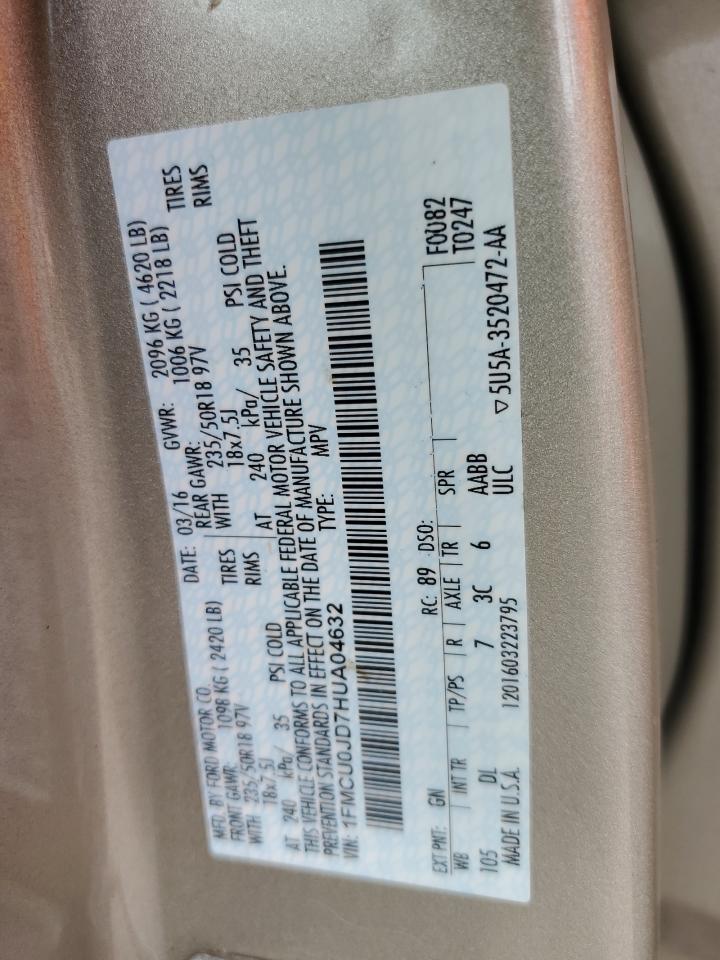 MFD. BY FORD MOTOR CO. DATE: 03/16 GVWR: 2096 KG ( 4620 LB)
FRONT GAWR: 1098 KG ( 2420 LB) REAR GAWR: 1006 KG ( 2218 LB)
WITH 235/50R18 97V TIRES WITH 235/50R18 97V TIRES
18x7.5J RIMS 18x7.5J RIMS
AT 240 kPa/ 35 PSI COLD AT 240 kPa/ 35 PSI COLD
THIS VEHICLE CONFORMS TO ALL APPLICABLE FEDERAL MOTOR VEHICLE SAFETY AND THEFT
PREVENTION STANDARDS IN EFFECT ON THE DATE OF MANUFACTURE SHOWN ABOVE.
VIN: 1FMCU0JD7HUA04632 TYPE: MPV
F0082
T0247
EXT PNT: GN RC: 89 DSO:
WB INT TR TP/PS R AXLE TR SPR
105 DL 7 3C 6 AABB
MADE IN U.S.A. 1201603223795 ULC
▽5U5A-3520472-AA